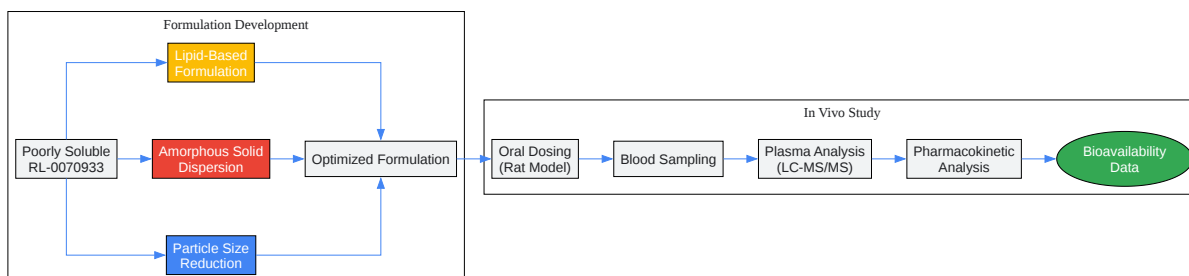 Formulation Development
Lipid-Based
Formulation
Poorly Soluble
RL-0070933
Amorphous Solid
Dispersion
Optimized Formulation
Particle Size
Reduction
In Vivo Study
Oral Dosing
(Rat Model)
Blood Sampling
Plasma Analysis
(LC-MS/MS)
Pharmacokinetic
Analysis
Bioavailability
Data